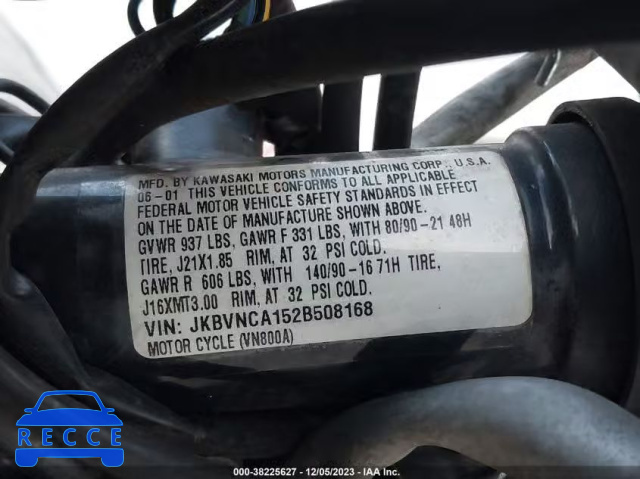 MFD. BY KAWASAKI MOTORS MANUFACTURING CORP., U.S.A.
06-01 THIS VEHICLE CONFORMS TO ALL APPLICABLE
FEDERAL MOTOR VEHICLE SAFETY STANDARDS IN EFFECT
ON THE DATE OF MANUFACTURE SHOWN ABOVE.
GVWR 937 LBS, GAWR F 331 LBS, WITH 80/90-21 48H
TIRE, J21X1.85 RIM, AT 32 PSI COLD.
GAWR R 606 LBS, WITH 140/90-16 71H TIRE,
J16XMT3.00 RIM, AT 32 PSI COLD.
VIN: JKBVNCA152B508168
MOTOR CYCLE (VN800A)
RECCE
000-38225627 - 12/05/2023 - IAA Inc.